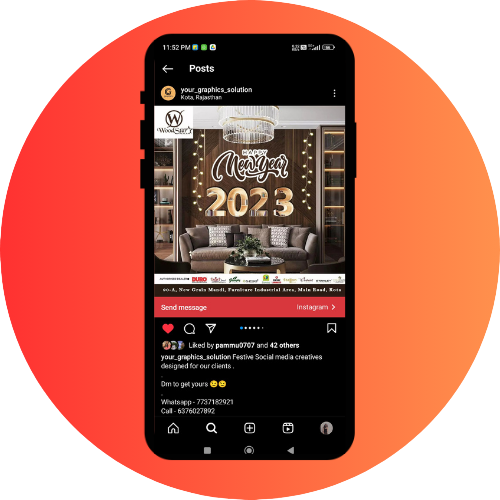 11:52 PM
Posts
your_graphics_solution
Kota, Rajasthan
W
WoodStar
HAPPY
New Year
2023
20-A, New Grain Mandi, Furniture Industrial Area, Main Road, Kota
Send message
Instagram
Liked by pammu0707 and 42 others
your_graphics_solution Festive Social media creatives
designed for our clients .
.
Dm to get yours 😉😉
.
Whatsapp - 7737182921
Call - 6376027892